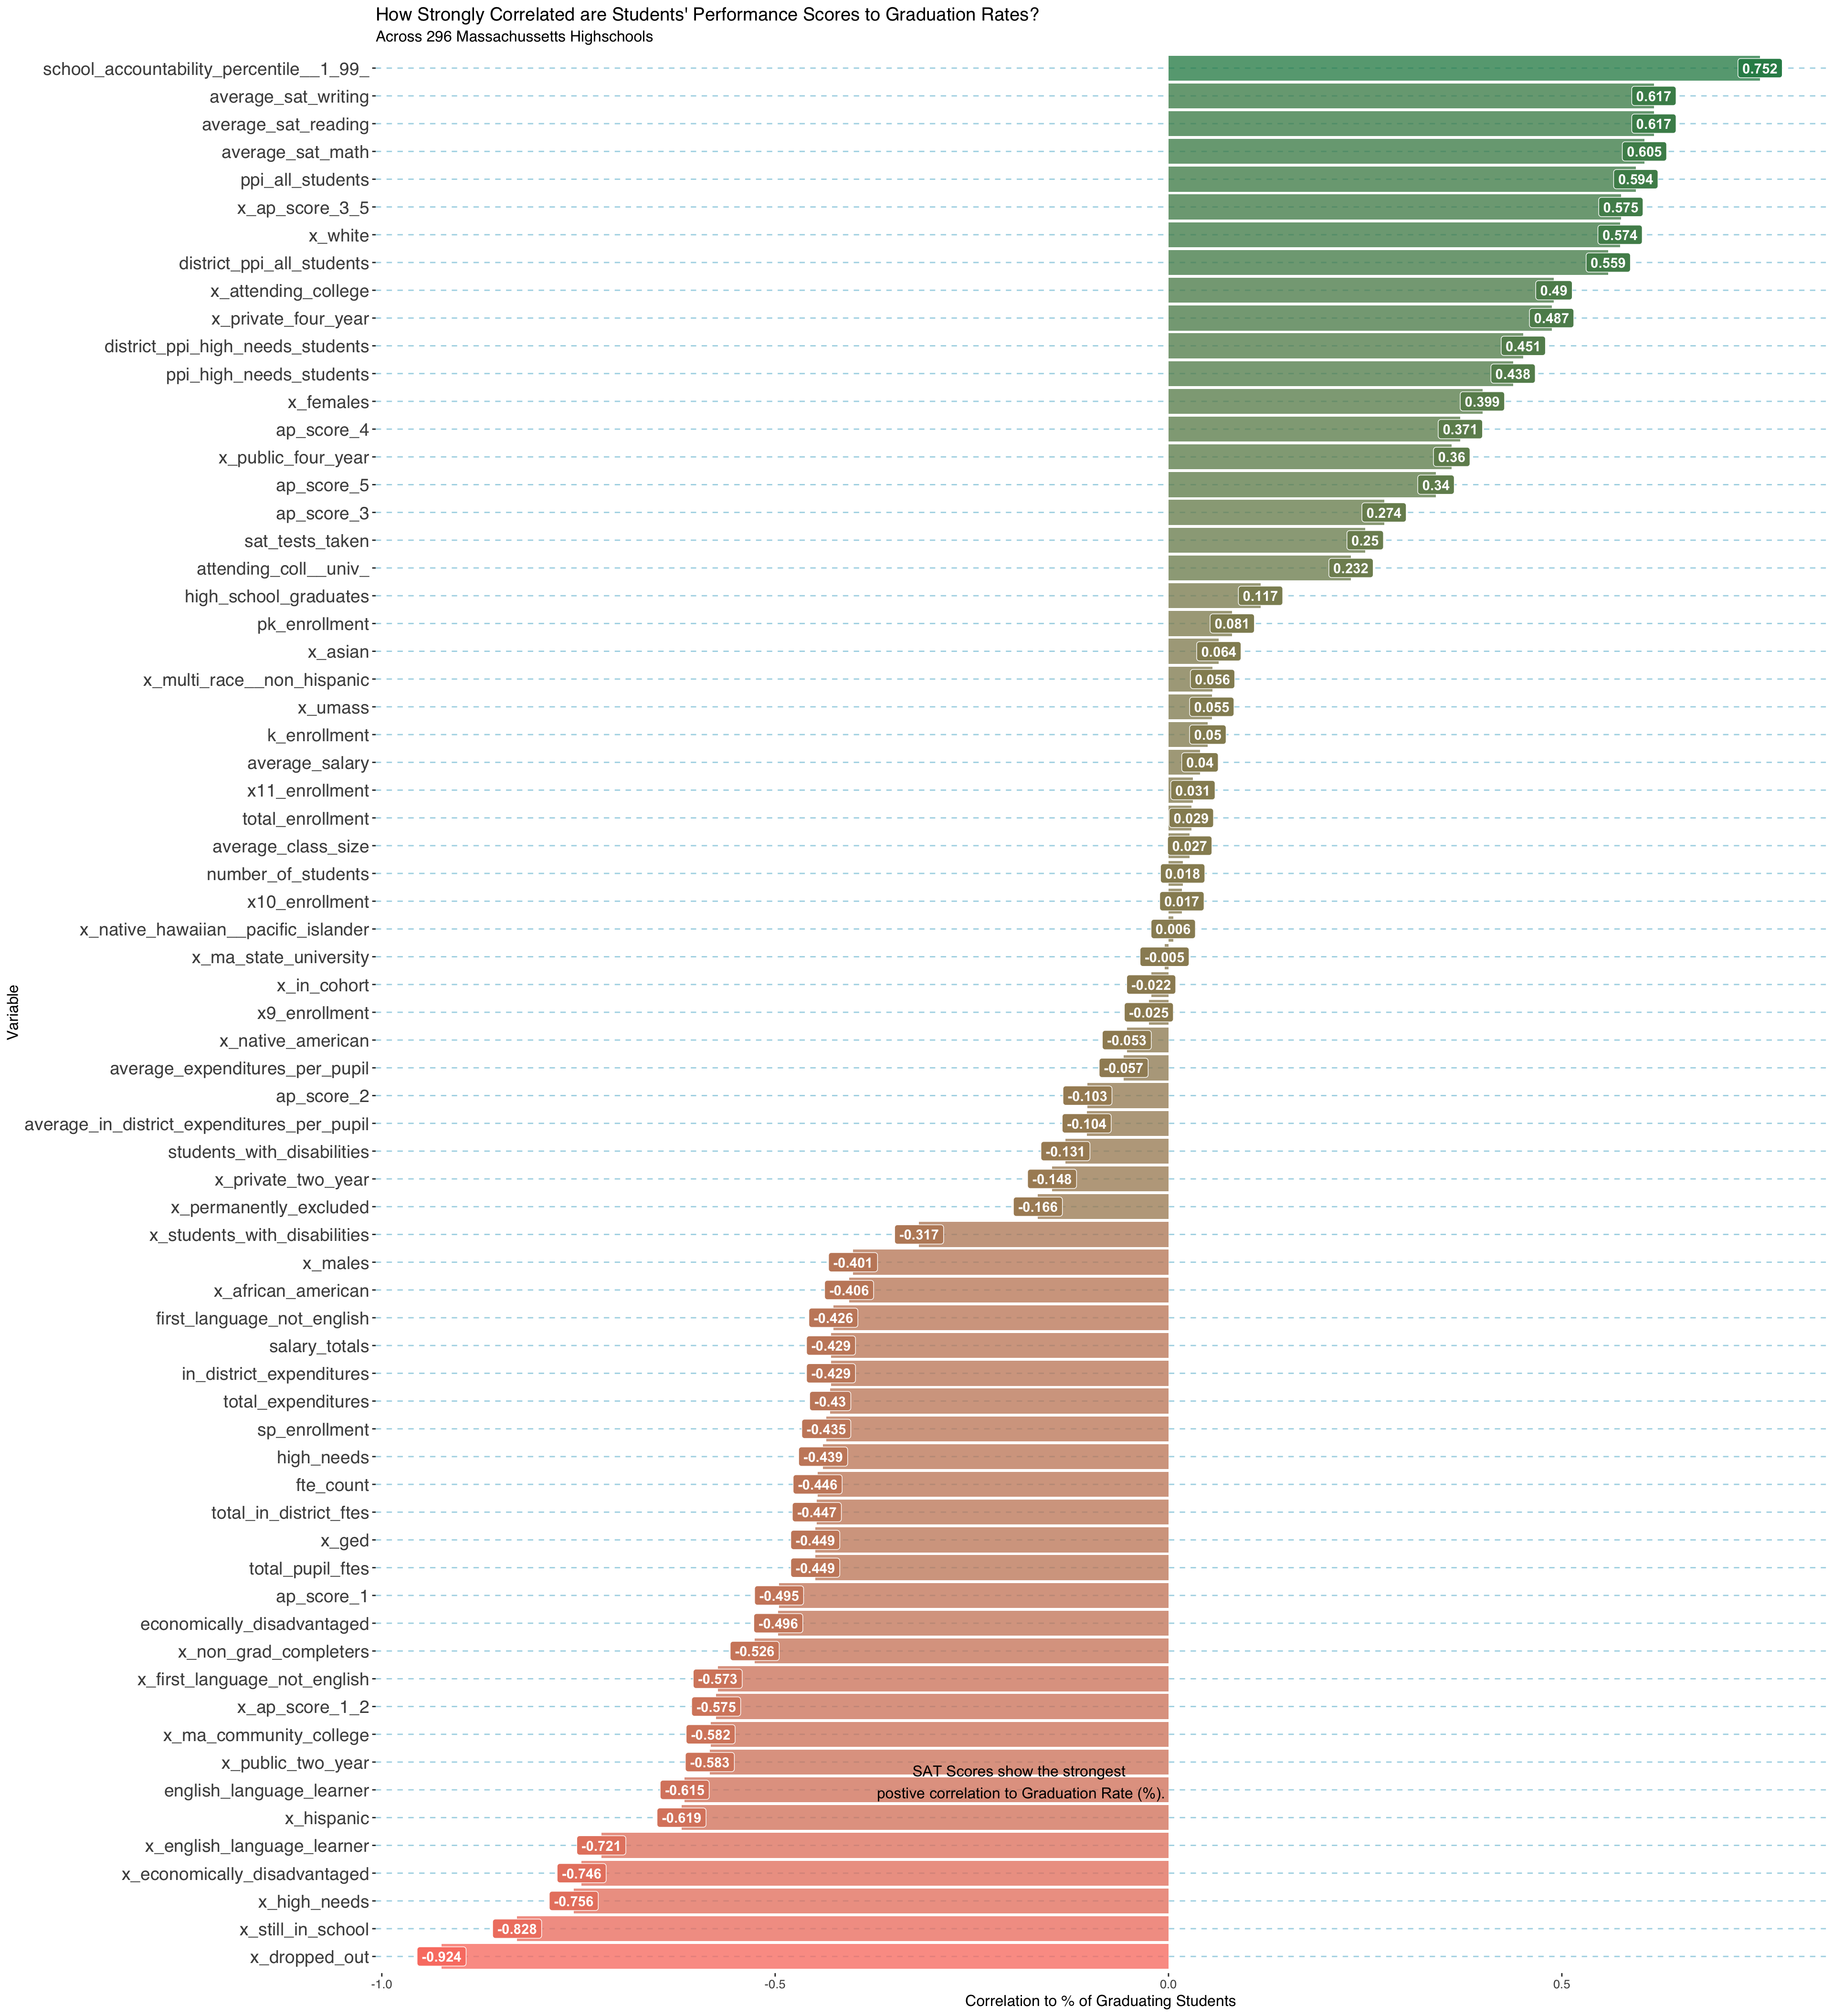 How Strongly Correlated are Students' Performance Scores to Graduation Rates?
Across 296 Massachussetts Highschools
school_accountability_percentile__1_99_ 0.752
average_sat_writing 0.617
average_sat_reading 0.617
average_sat_math 0.605
ppi_all_students 0.594
x_ap_score_3_5 0.575
x_white 0.574
district_ppi_all_students 0.559
x_attending_college 0.49
x_private_four_year 0.487
district_ppi_high_needs_students 0.451
ppi_high_needs_students 0.438
x_females 0.399
ap_score_4 0.371
x_public_four_year 0.36
ap_score_5 0.34
ap_score_3 0.274
sat_tests_taken 0.25
attending_coll__univ_ 0.232
high_school_graduates 0.117
pk_enrollment 0.081
x_asian 0.064
x_multi_race__non_hispanic 0.056
x_umass 0.055
k_enrollment 0.05
average_salary 0.04
x11_enrollment 0.031
total_enrollment 0.029
average_class_size 0.027
number_of_students 0.018
x10_enrollment 0.017
x_native_hawaiian__pacific_islander 0.006
x_ma_state_university -0.005
x_in_cohort -0.022
x9_enrollment -0.025
x_native_american -0.053
average_expenditures_per_pupil -0.057
ap_score_2 -0.103
average_in_district_expenditures_per_pupil -0.104
students_with_disabilities -0.131
x_private_two_year -0.148
x_permanently_excluded -0.166
x_students_with_disabilities -0.317
x_males -0.401
x_african_american -0.406
first_language_not_english -0.426
salary_totals -0.429
in_district_expenditures -0.429
total_expenditures -0.43
sp_enrollment -0.435
high_needs -0.439
fte_count -0.446
total_in_district_ftes -0.447
x_ged -0.449
total_pupil_ftes -0.449
ap_score_1 -0.495
economically_disadvantaged -0.496
x_non_grad_completers -0.526
x_first_language_not_english -0.573
x_ap_score_1_2 -0.575
x_ma_community_college -0.582
x_public_two_year -0.583
SAT Scores show the strongest
english_language_learner -0.615
postive correlation to Graduation Rate (%).
x_hispanic -0.619
x_english_language_learner -0.721
x_economically_disadvantaged -0.746
x_high_needs -0.756
x_still_in_school -0.828
x_dropped_out -0.924
Variable
-1.0 -0.5 0.0 0.5
Correlation to % of Graduating Students